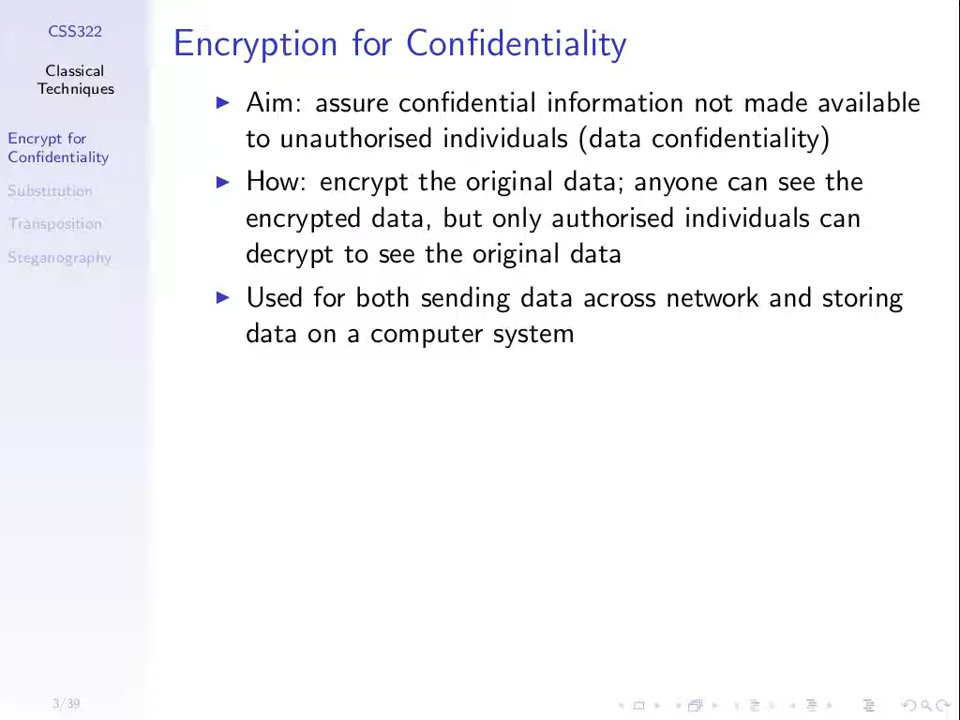 CSS322
Classical
Techniques
Encrypt for
Confidentiality
Substitution
Transposition
Steganography
Encryption for Confidentiality
Aim: assure confidential information not made available
to unauthorised individuals (data confidentiality)
How: encrypt the original data; anyone can see the
encrypted data, but only authorised individuals can
decrypt to see the original data
Used for both sending data across network and storing
data on a computer system
3/39